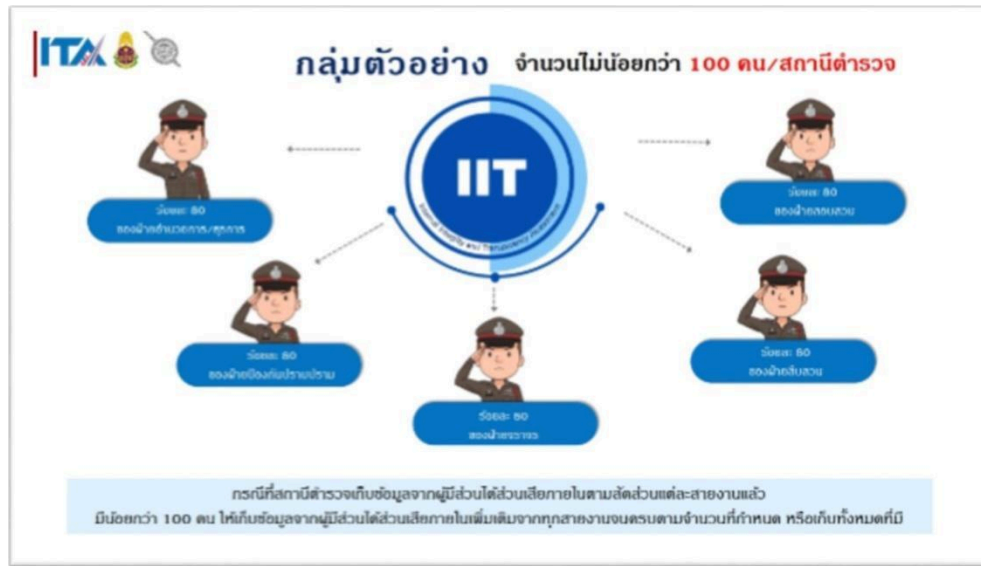 ITA
กลุ่มตัวอย่าง จำนวนไม่น้อยกว่า 100 คน/สถานีตำรวจ
IIT
Internal Integrity and Transparency Assessment
ร้อยละ 80
ของฝ่ายอำนวยการ/ธุรการ
ร้อยละ 80
ของฝ่ายสอบสวน
ร้อยละ 80
ของฝ่ายป้องกันปราบปราม
ร้อยละ 80
ของฝ่ายสืบสวน
ร้อยละ 80
ของฝ่ายจราจร
กรณีที่สถานีตำรวจเก็บข้อมูลจากผู้มีส่วนได้ส่วนเสียภายในตามสัดส่วนแต่ละสายงานแล้ว
มีน้อยกว่า 100 คน ให้เก็บข้อมูลจากผู้มีส่วนได้ส่วนเสียภายในเพิ่มเติมจากทุกสายงานจนครบตามจำนวนที่กำหนด หรือเก็บทั้งหมดที่มี